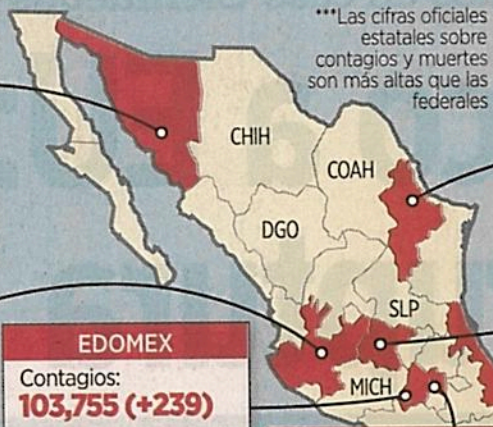 ***Las cifras oficiales
estatales sobre
contagios y muertes
son más altas que las
federales
CHIH
COAH
DGO
SLP
MICH
EDOMEX
Contagios:
103,755 (+239)